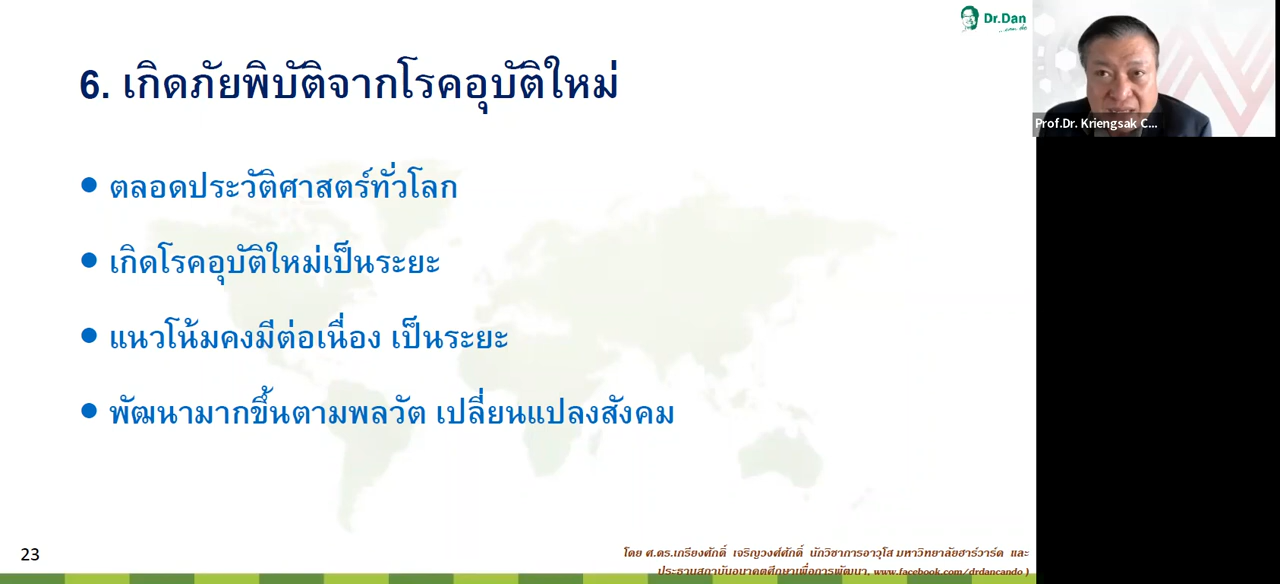 Dr.Dan
6. เกิดภัยพิบัติจากโรคอุบัติใหม่
Prof.Dr. Kriengsak C...
● ตลอดประวัติศาสตร์ทั่วโลก
● เกิดโรคอุบัติใหม่เป็นระยะ
● แนวโน้มคงมีต่อเนื่อง เป็นระยะ
● พัฒนามากขึ้นตามพลวัต เปลี่ยนแปลงสังคม
23
โดย ศ.ดร.เกรียงศักดิ์ เจริญวงศ์ศักดิ์ นักวิชาการอาวุโส มหาวิทยาลัยฮาร์วาร์ด และ
ประธานสถาบันอนาคตศึกษาเพื่อการพัฒนา, www.facebook.com/drdancando )